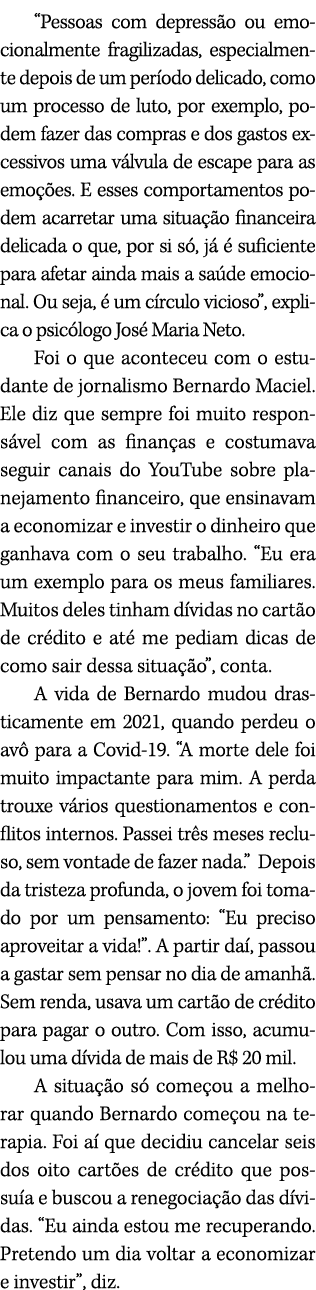 “Pessoas com depressão ou emo-
cionalmente fragilizadas, especialmen-
te depois de um período delicado, como
um processo de luto, por exemplo, po-
dem fazer das compras e dos gastos ex-
cessivos uma válvula de escape para as
emoções. E esses comportamentos po-
dem acarretar uma situação financeira
delicada o que, por si só, já é suficiente
para afetar ainda mais a saúde emocio-
nal. Ou seja, é um círculo vicioso”, expli-
ca o psicólogo José Maria Neto.
Foi o que aconteceu com o estu-
dante de jornalismo Bernardo Maciel.
Ele diz que sempre foi muito respon-
sável com as finanças e costumava
seguir canais do YouTube sobre pla-
nejamento financeiro, que ensinavam
a economizar e investir o dinheiro que
ganhava com o seu trabalho. “Eu era
um exemplo para os meus familiares.
Muitos deles tinham dívidas no cartão
de crédito e até me pediam dicas de
como sair dessa situação”, conta.
A vida de Bernardo mudou dras-
ticamente em 2021, quando perdeu o
avô para a Covid-19. “A morte dele foi
muito impactante para mim. A perda
trouxe vários questionamentos e con-
flitos internos. Passei três meses reclu-
so, sem vontade de fazer nada.” Depois
da tristeza profunda, o jovem foi toma-
do por um pensamento: “Eu preciso
aproveitar a vida!”. A partir daí, passou
a gastar sem pensar no dia de amanhã.
Sem renda, usava um cartão de crédito
para pagar o outro. Com isso, acumu-
lou uma dívida de mais de R$ 20 mil.
A situação só começou a melho-
rar quando Bernardo começou na te-
rapia. Foi aí que decidiu cancelar seis
dos oito cartões de crédito que pos-
suía e buscou a renegociação das dívi-
das. “Eu ainda estou me recuperando.
Pretendo um dia voltar a economizar
e investir”, diz.